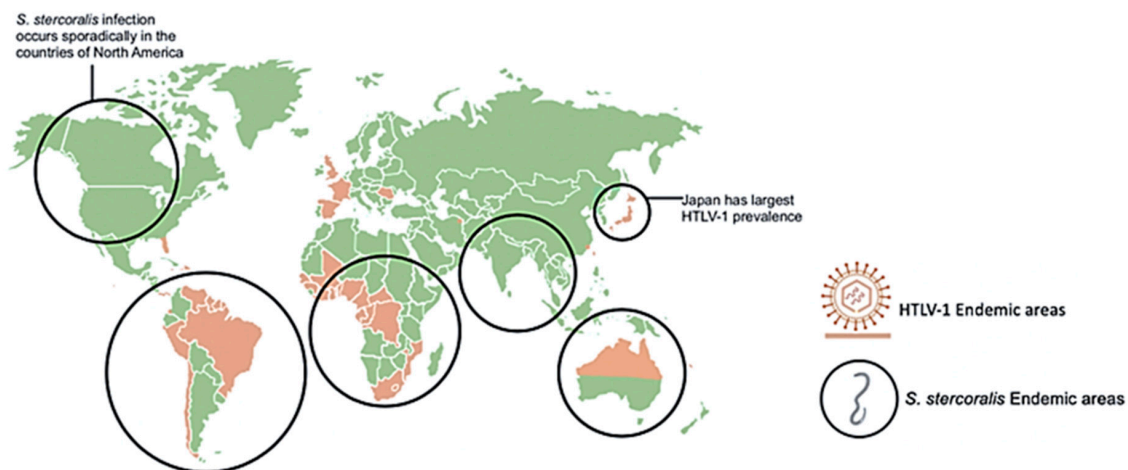 S. stercoralis infection
occurs sporadically in the
countries of North America
Japan has largest
HTLV-1 prevalence
HTLV-1 Endemic areas
S. stercoralis Endemic areas